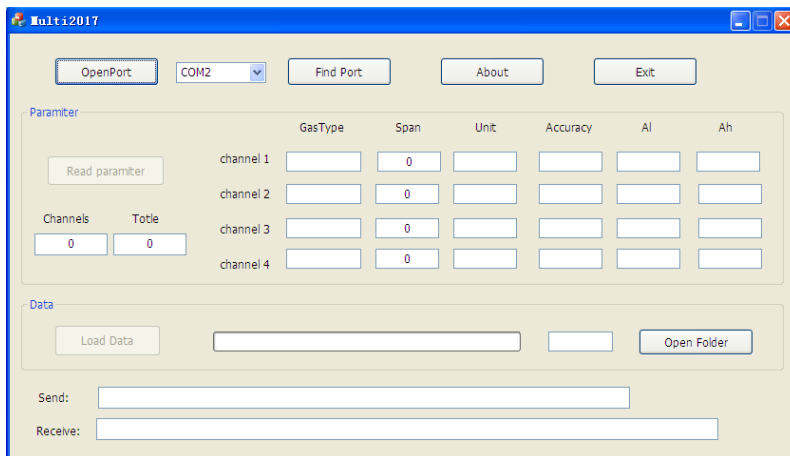 Multi2017
OpenPort COM2 Find Port About Exit
Paramiter
GasType Span Unit Accuracy Al Ah
channel 1 0
Read paramiter
channel 2 0
Channels Totle
channel 3 0
0 0
channel 4 0
Data
Load Data Open Folder
Send:
Receive: